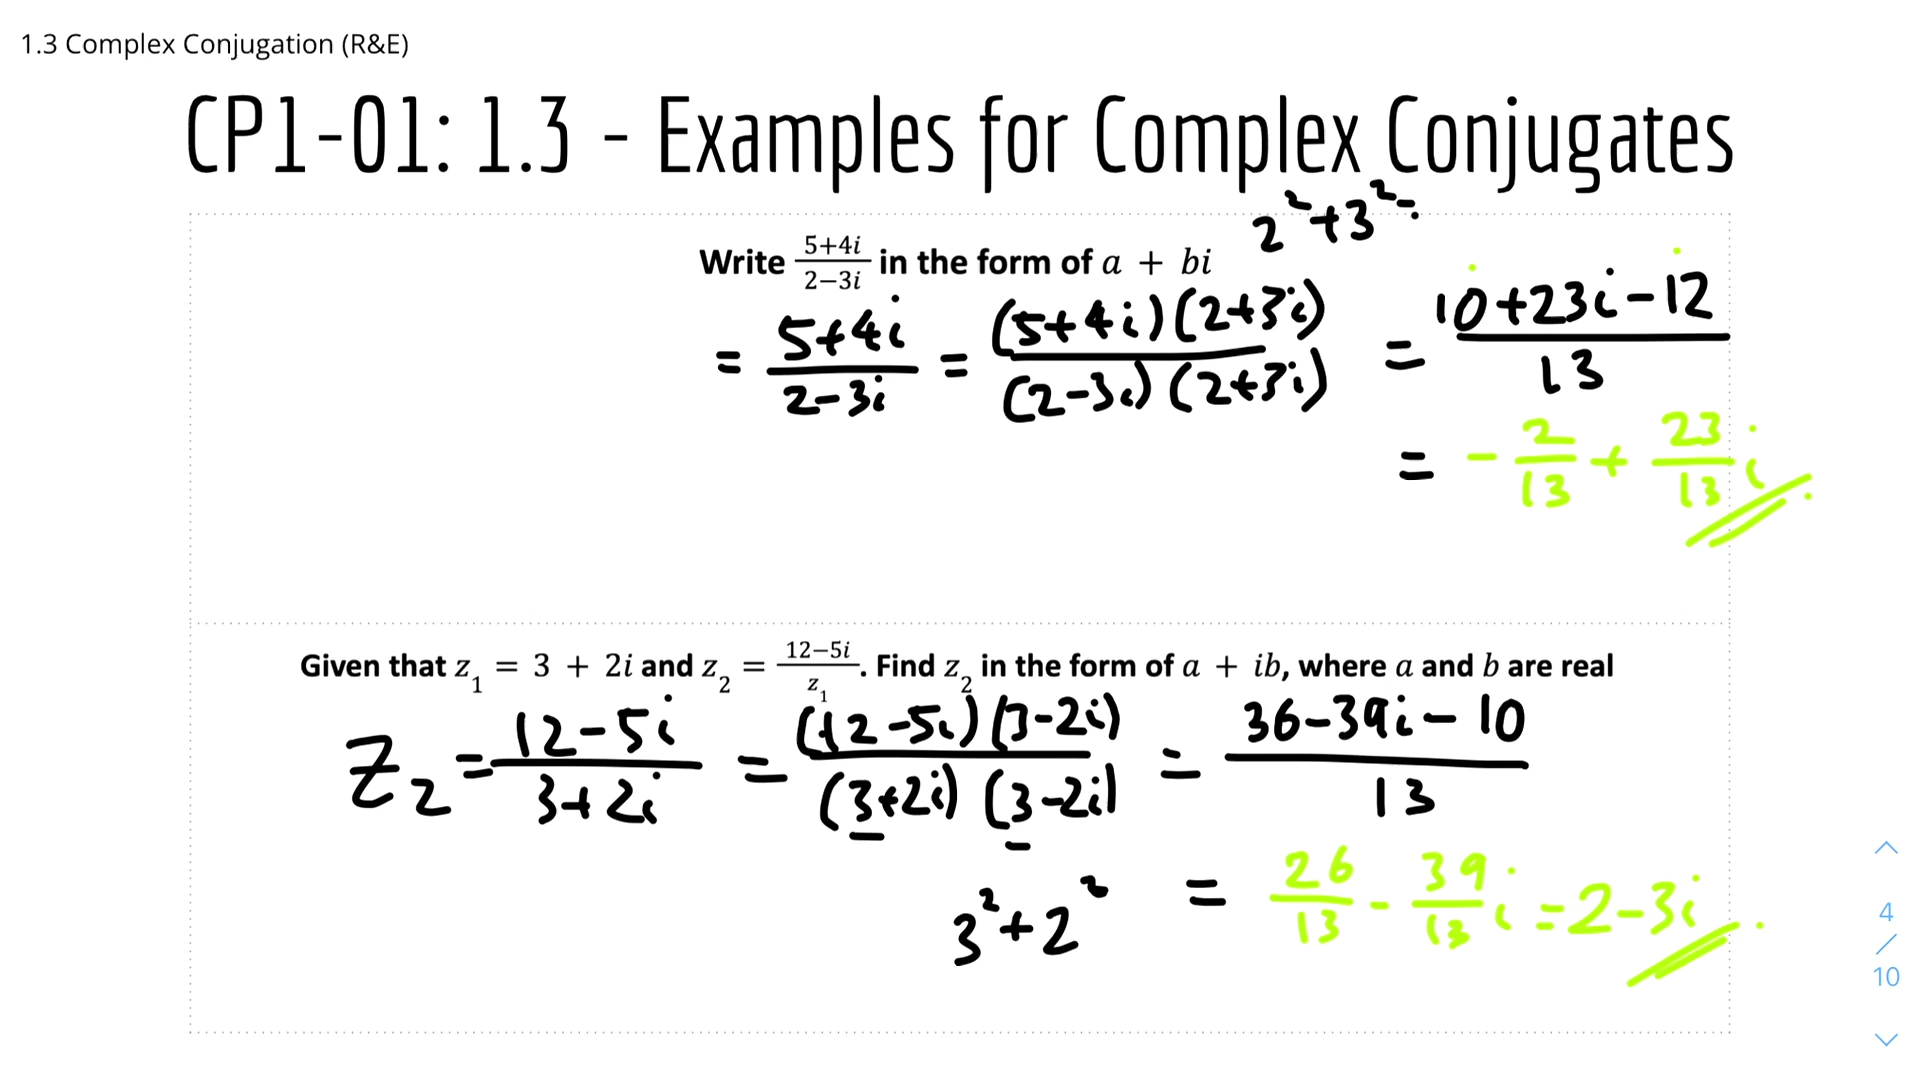 1.3 Complex Conjugation (R&E)
CP1-01: 1.3 - Examples for Complex Conjugates
2² + 3² =
Write (5+4i)/(2−3i) in the form of a + bi
= (5+4i)/(2−3i) = ((5+4i)(2+3i))/((2−3i)(2+3i)) = (10+23i−12)/13
= −2/13 + 23/13 i
Given that z₁ = 3 + 2i and z₂ = (12−5i)/z₁. Find z₂ in the form of a + ib, where a and b are real
Z₂ = (12−5i)/(3+2i) = ((12−5i)(3−2i))/((3+2i)(3−2i)) = (36−39i−10)/13
3² + 2² = 26/13 − 39/13 i = 2−3i
4
/
10